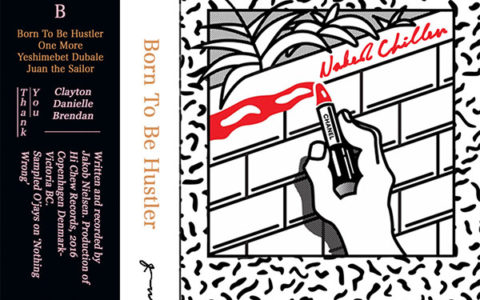 B
Born To Be Hustler
One More
Yeshimebet Dubale
Juan the Sailor
Thank
You
Clayton
Danielle
Brendan
Written and recorded by
Jakob Nielsen. Production of
Hi Chew Records, 2016
Copenhagen Denmark-
Victoria BC.
Sampled O'jays on 'Nothing
Wrong'
Born To Be Hustler
Naked Chiller
CHANEL